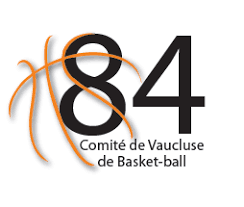 84
Comité de Vaucluse
de Basket-ball